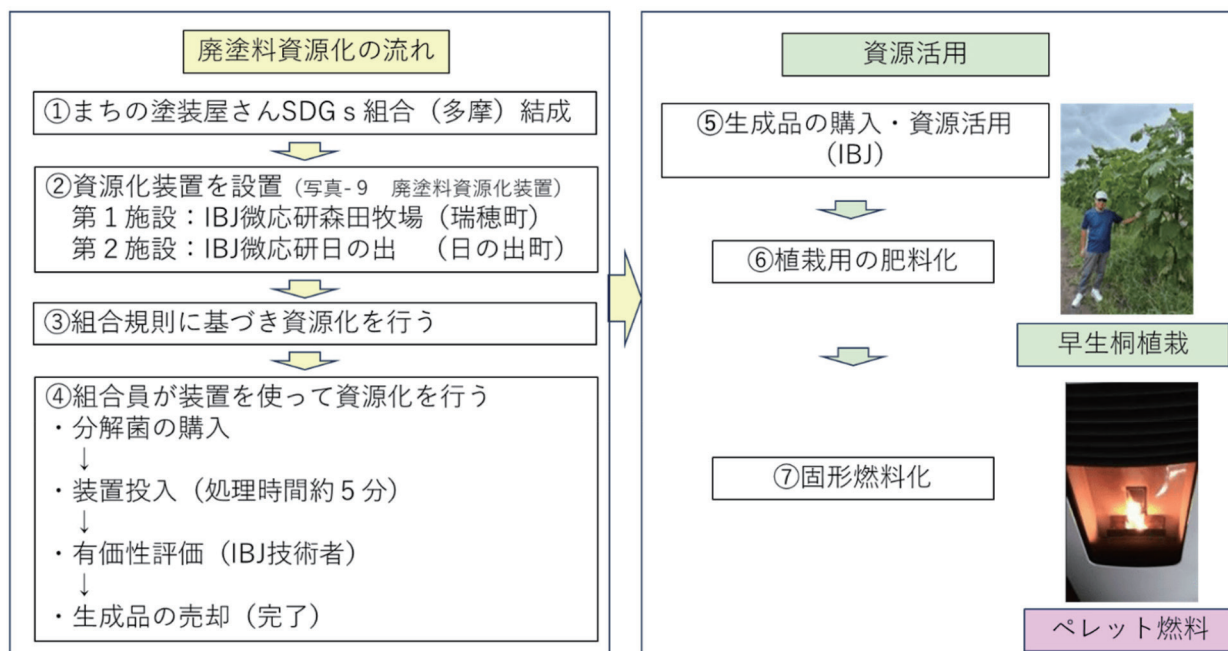 廃塗料資源化の流れ
①まちの塗装屋さんSDGｓ組合（多摩）結成
②資源化装置を設置（写真-９　廃塗料資源化装置）
第１施設：IBJ微応研森田牧場（瑞穂町）
第２施設：IBJ微応研日の出　（日の出町）
③組合規則に基づき資源化を行う
④組合員が装置を使って資源化を行う
・分解菌の購入
↓
・装置投入（処理時間約５分）
↓
・有価性評価（IBJ技術者）
↓
・生成品の売却（完了）
資源活用
⑤生成品の購入・資源活用
（IBJ）
⑥植栽用の肥料化
早生桐植栽
⑦固形燃料化
ペレット燃料